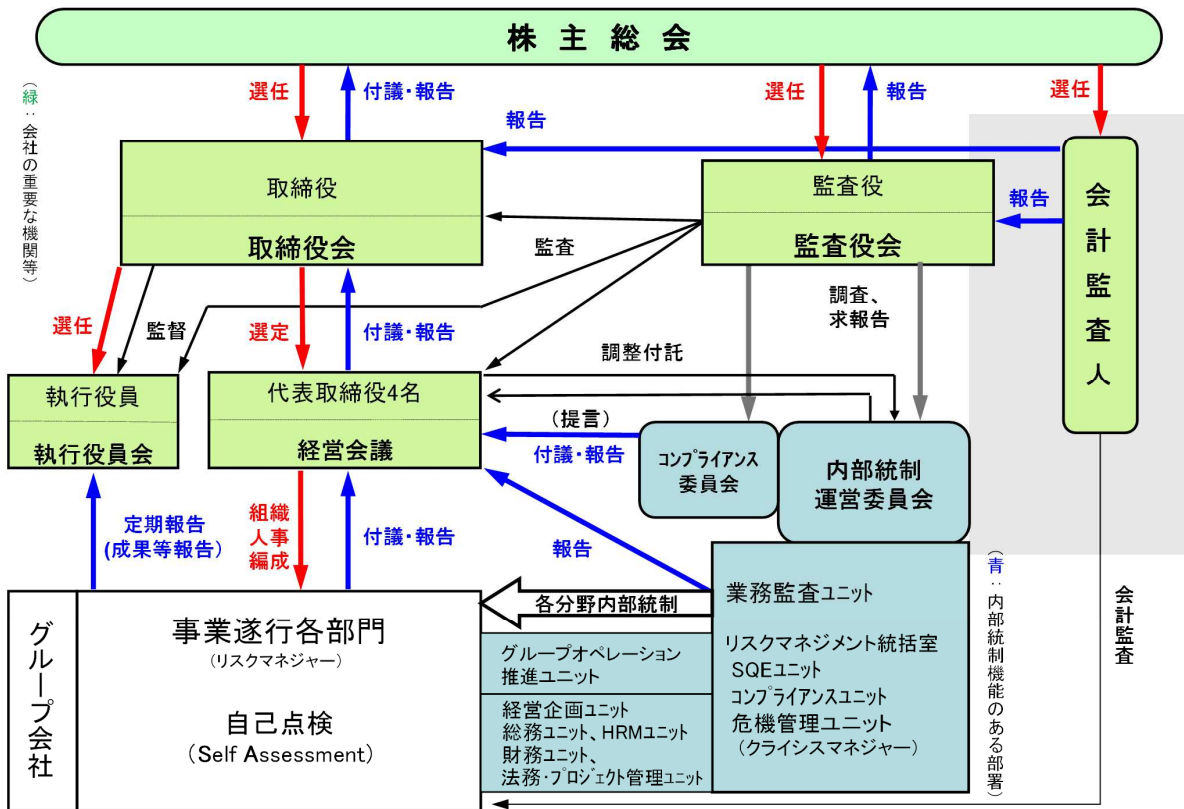 株主総会
選任
付議・報告
選任
報告
選任
(緑:会社の重要な機関等)
報告
取締役
取締役会
監査役
監査役会
報告
会計監査人
監査
選任
監督
選定
付議・報告
調査、
求報告
調整付託
執行役員
執行役員会
代表取締役4名
経営会議
(提言)
付議・報告
コンプライアンス
委員会
内部統制
運営委員会
定期報告
(成果等報告)
組織
人事
編成
付議・報告
報告
(青:内部統制機能のある部署)
会計監査
各分野内部統制
グループ会社
事業遂行各部門
(リスクマネジャー)
自己点検
(Self Assessment)
グループオペレーション
推進ユニット
経営企画ユニット
総務ユニット、HRMユニット
財務ユニット、
法務・プロジェクト管理ユニット
業務監査ユニット
リスクマネジメント統括室
SQEユニット
コンプライアンスユニット
危機管理ユニット
(クライシスマネジャー)